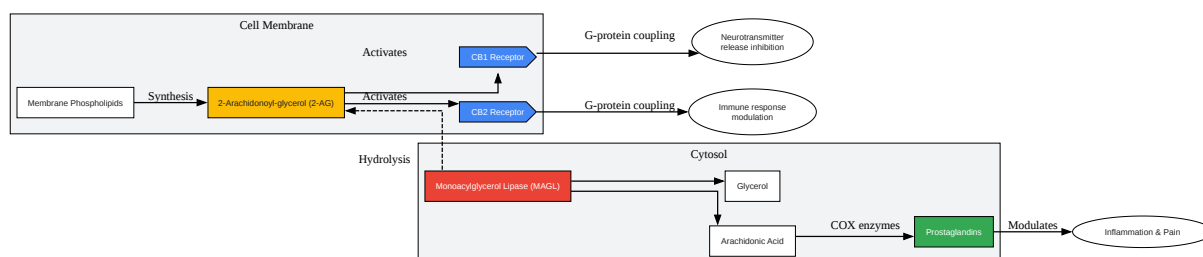 Cell Membrane
Activates
CB1 Receptor
G-protein coupling
Neurotransmitter
release inhibition
Membrane Phospholipids
Synthesis
2-Arachidonoyl-glycerol (2-AG)
Activates
CB2 Receptor
G-protein coupling
Immune response
modulation
Hydrolysis
Cytosol
Monoacylglycerol Lipase (MAGL)
Glycerol
Arachidonic Acid
COX enzymes
Prostaglandins
Modulates
Inflammation & Pain